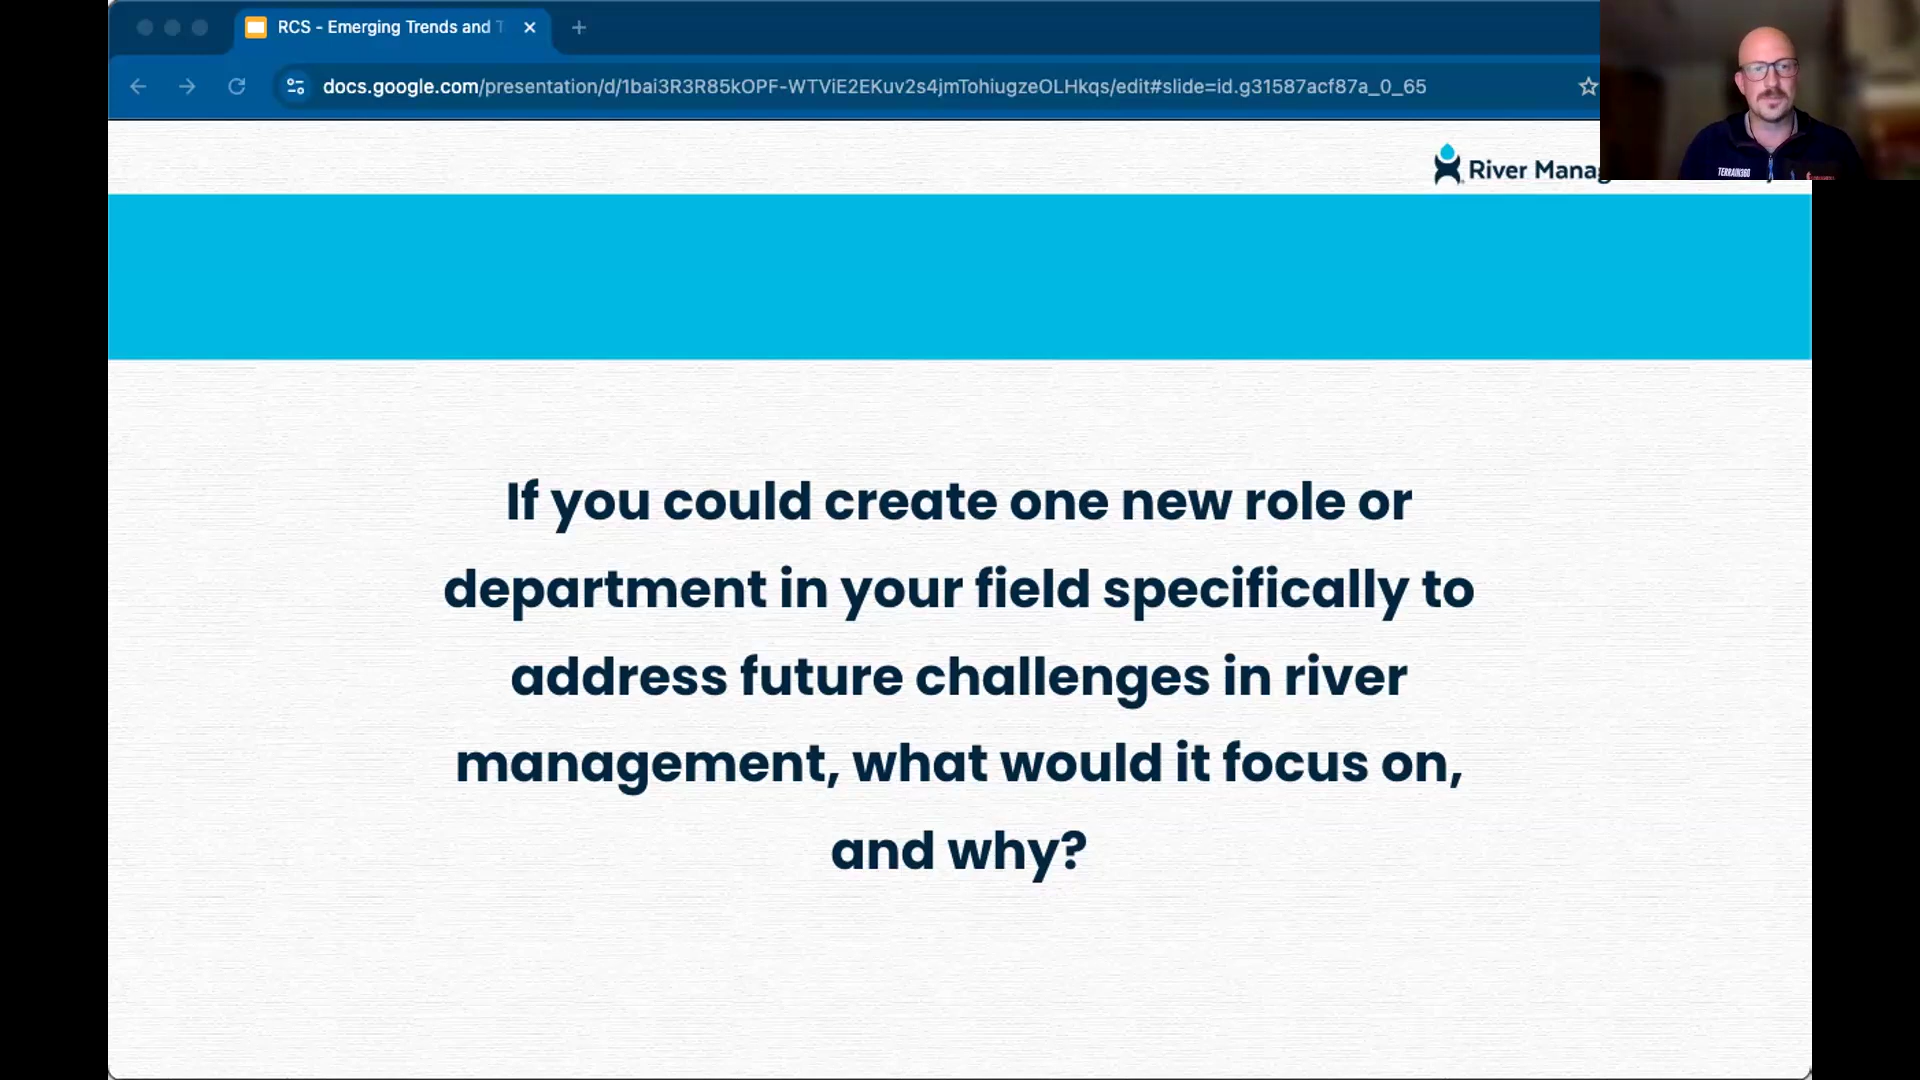 RCS - Emerging Trends and
docs.google.com/presentation/d/1bai3R3R85kOPF-WTViE2EKuv2s4jmTohiugzeOLHkqs/edit#slide=id.g31587acf87a_0_65
River Manag
TERRAIN360
If you could create one new role or
department in your field specifically to
address future challenges in river
management, what would it focus on,
and why?